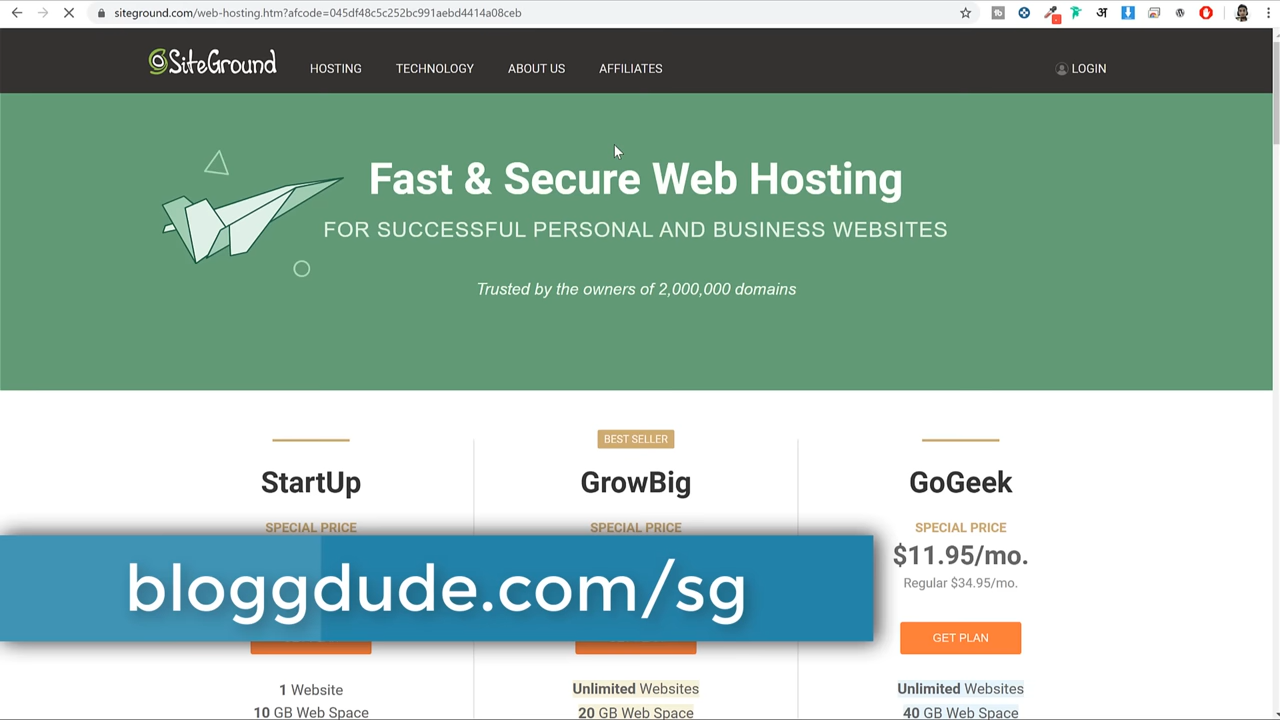 siteground.com/web-hosting.htm?afcode=045df48c5c252bc991aebd4414a08ceb
SiteGround
HOSTING TECHNOLOGY ABOUT US AFFILIATES LOGIN
Fast & Secure Web Hosting
FOR SUCCESSFUL PERSONAL AND BUSINESS WEBSITES
Trusted by the owners of 2,000,000 domains
BEST SELLER
StartUp GrowBig GoGeek
SPECIAL PRICE SPECIAL PRICE SPECIAL PRICE
$11.95/mo.
Regular $34.95/mo.
bloggdude.com/sg
GET PLAN
1 Website Unlimited Websites Unlimited Websites
10 GB Web Space 20 GB Web Space 40 GB Web Space